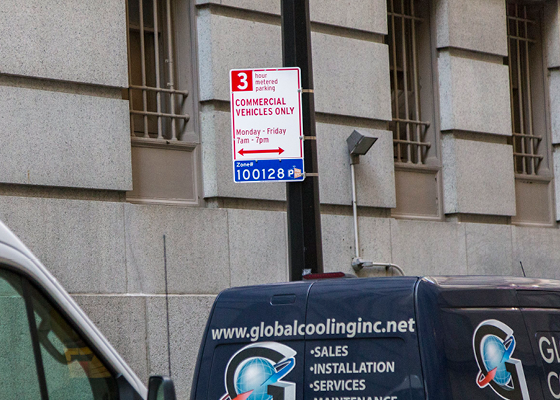 3 hour
metered
parking
COMMERCIAL
VEHICLES ONLY
Monday - Friday
7am - 7pm
Zone#
100128
www.globalcoolinginc.net
•SALES
•INSTALLATION
•SERVICES
MAINTENANCE